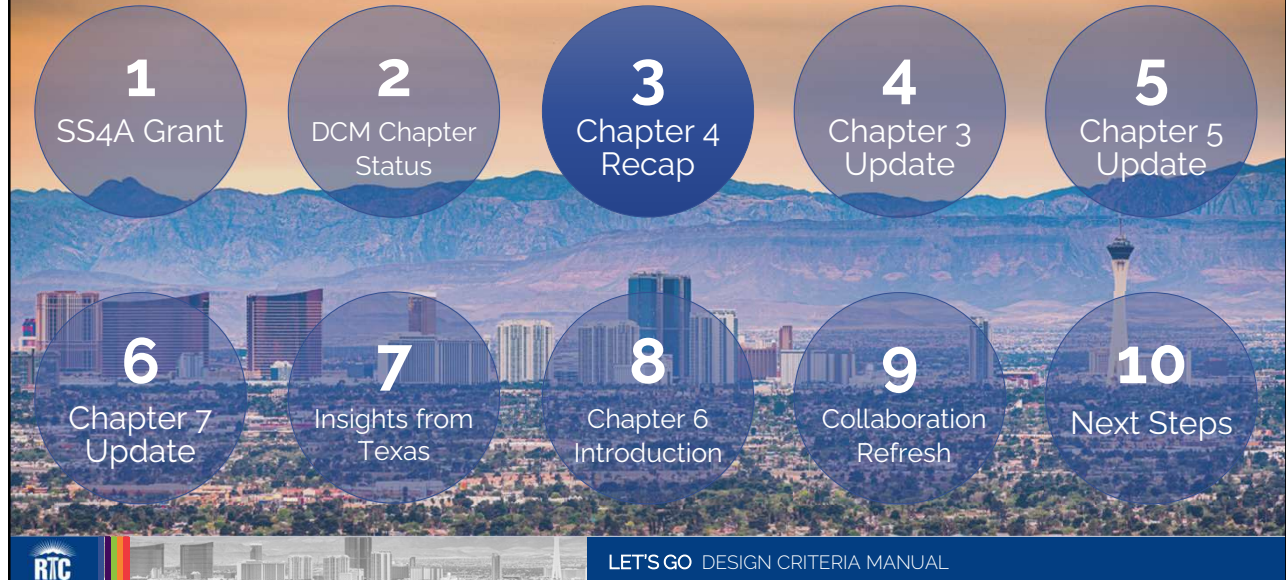 1
SS4A Grant
2
DCM Chapter
Status
3
Chapter 4
Recap
4
Chapter 3
Update
5
Chapter 5
Update
6
Chapter 7
Update
7
Insights from
Texas
8
Chapter 6
Introduction
9
Collaboration
Refresh
10
Next Steps
RTC
LET'S GO DESIGN CRITERIA MANUAL